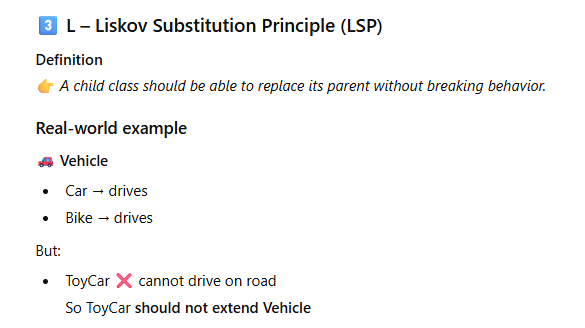 3 L – Liskov Substitution Principle (LSP)
Definition
👉 A child class should be able to replace its parent without breaking behavior.
Real-world example
🚗 Vehicle
• Car → drives
• Bike → drives
But:
• ToyCar ❌ cannot drive on road
So ToyCar should not extend Vehicle